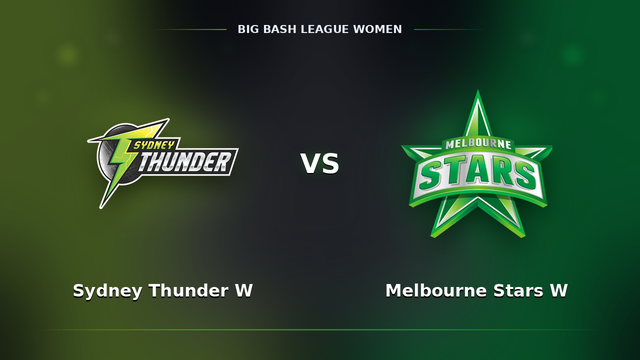 BIG BASH LEAGUE WOMEN
SYDNEY
THUNDER
VS
MELBOURNE
STARS
Sydney Thunder W
Melbourne Stars W